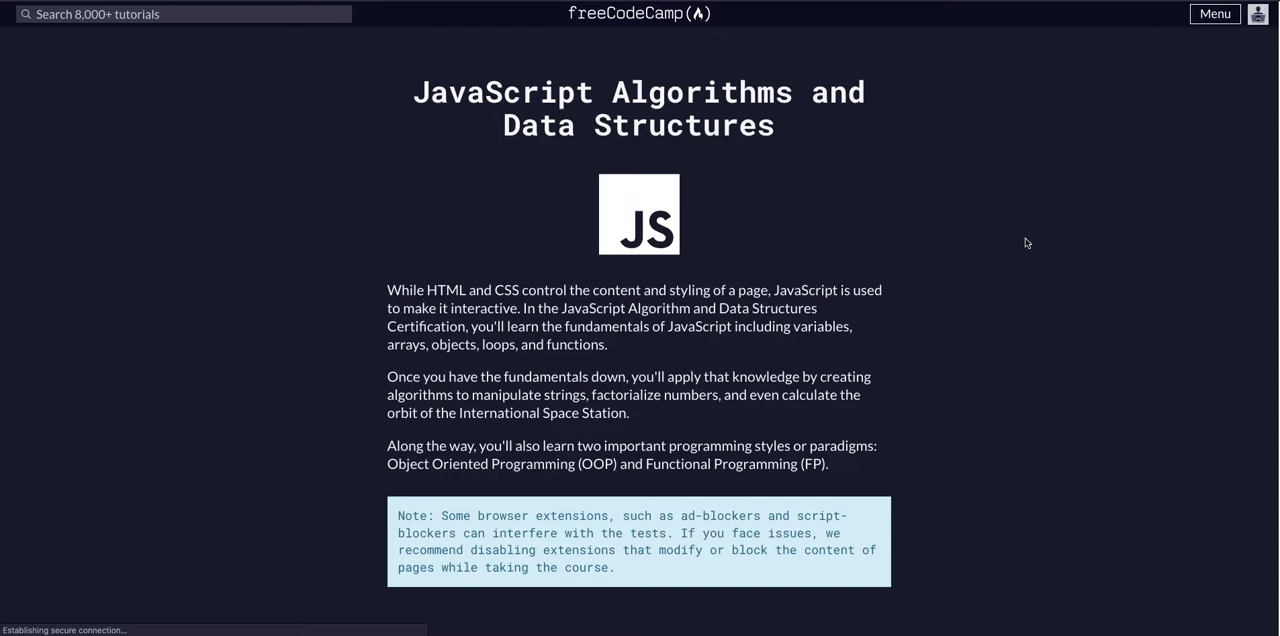 Search 8,000+ tutorials
freeCodeCamp
Menu
JavaScript Algorithms and
Data Structures
JS
While HTML and CSS control the content and styling of a page, JavaScript is used
to make it interactive. In the JavaScript Algorithm and Data Structures
Certification, you'll learn the fundamentals of JavaScript including variables,
arrays, objects, loops, and functions.
Once you have the fundamentals down, you'll apply that knowledge by creating
algorithms to manipulate strings, factorialize numbers, and even calculate the
orbit of the International Space Station.
Along the way, you'll also learn two important programming styles or paradigms:
Object Oriented Programming (OOP) and Functional Programming (FP).
Note: Some browser extensions, such as ad-blockers and script-
blockers can interfere with the tests. If you face issues, we
recommend disabling extensions that modify or block the content of
pages while taking the course.
Establishing secure connection...